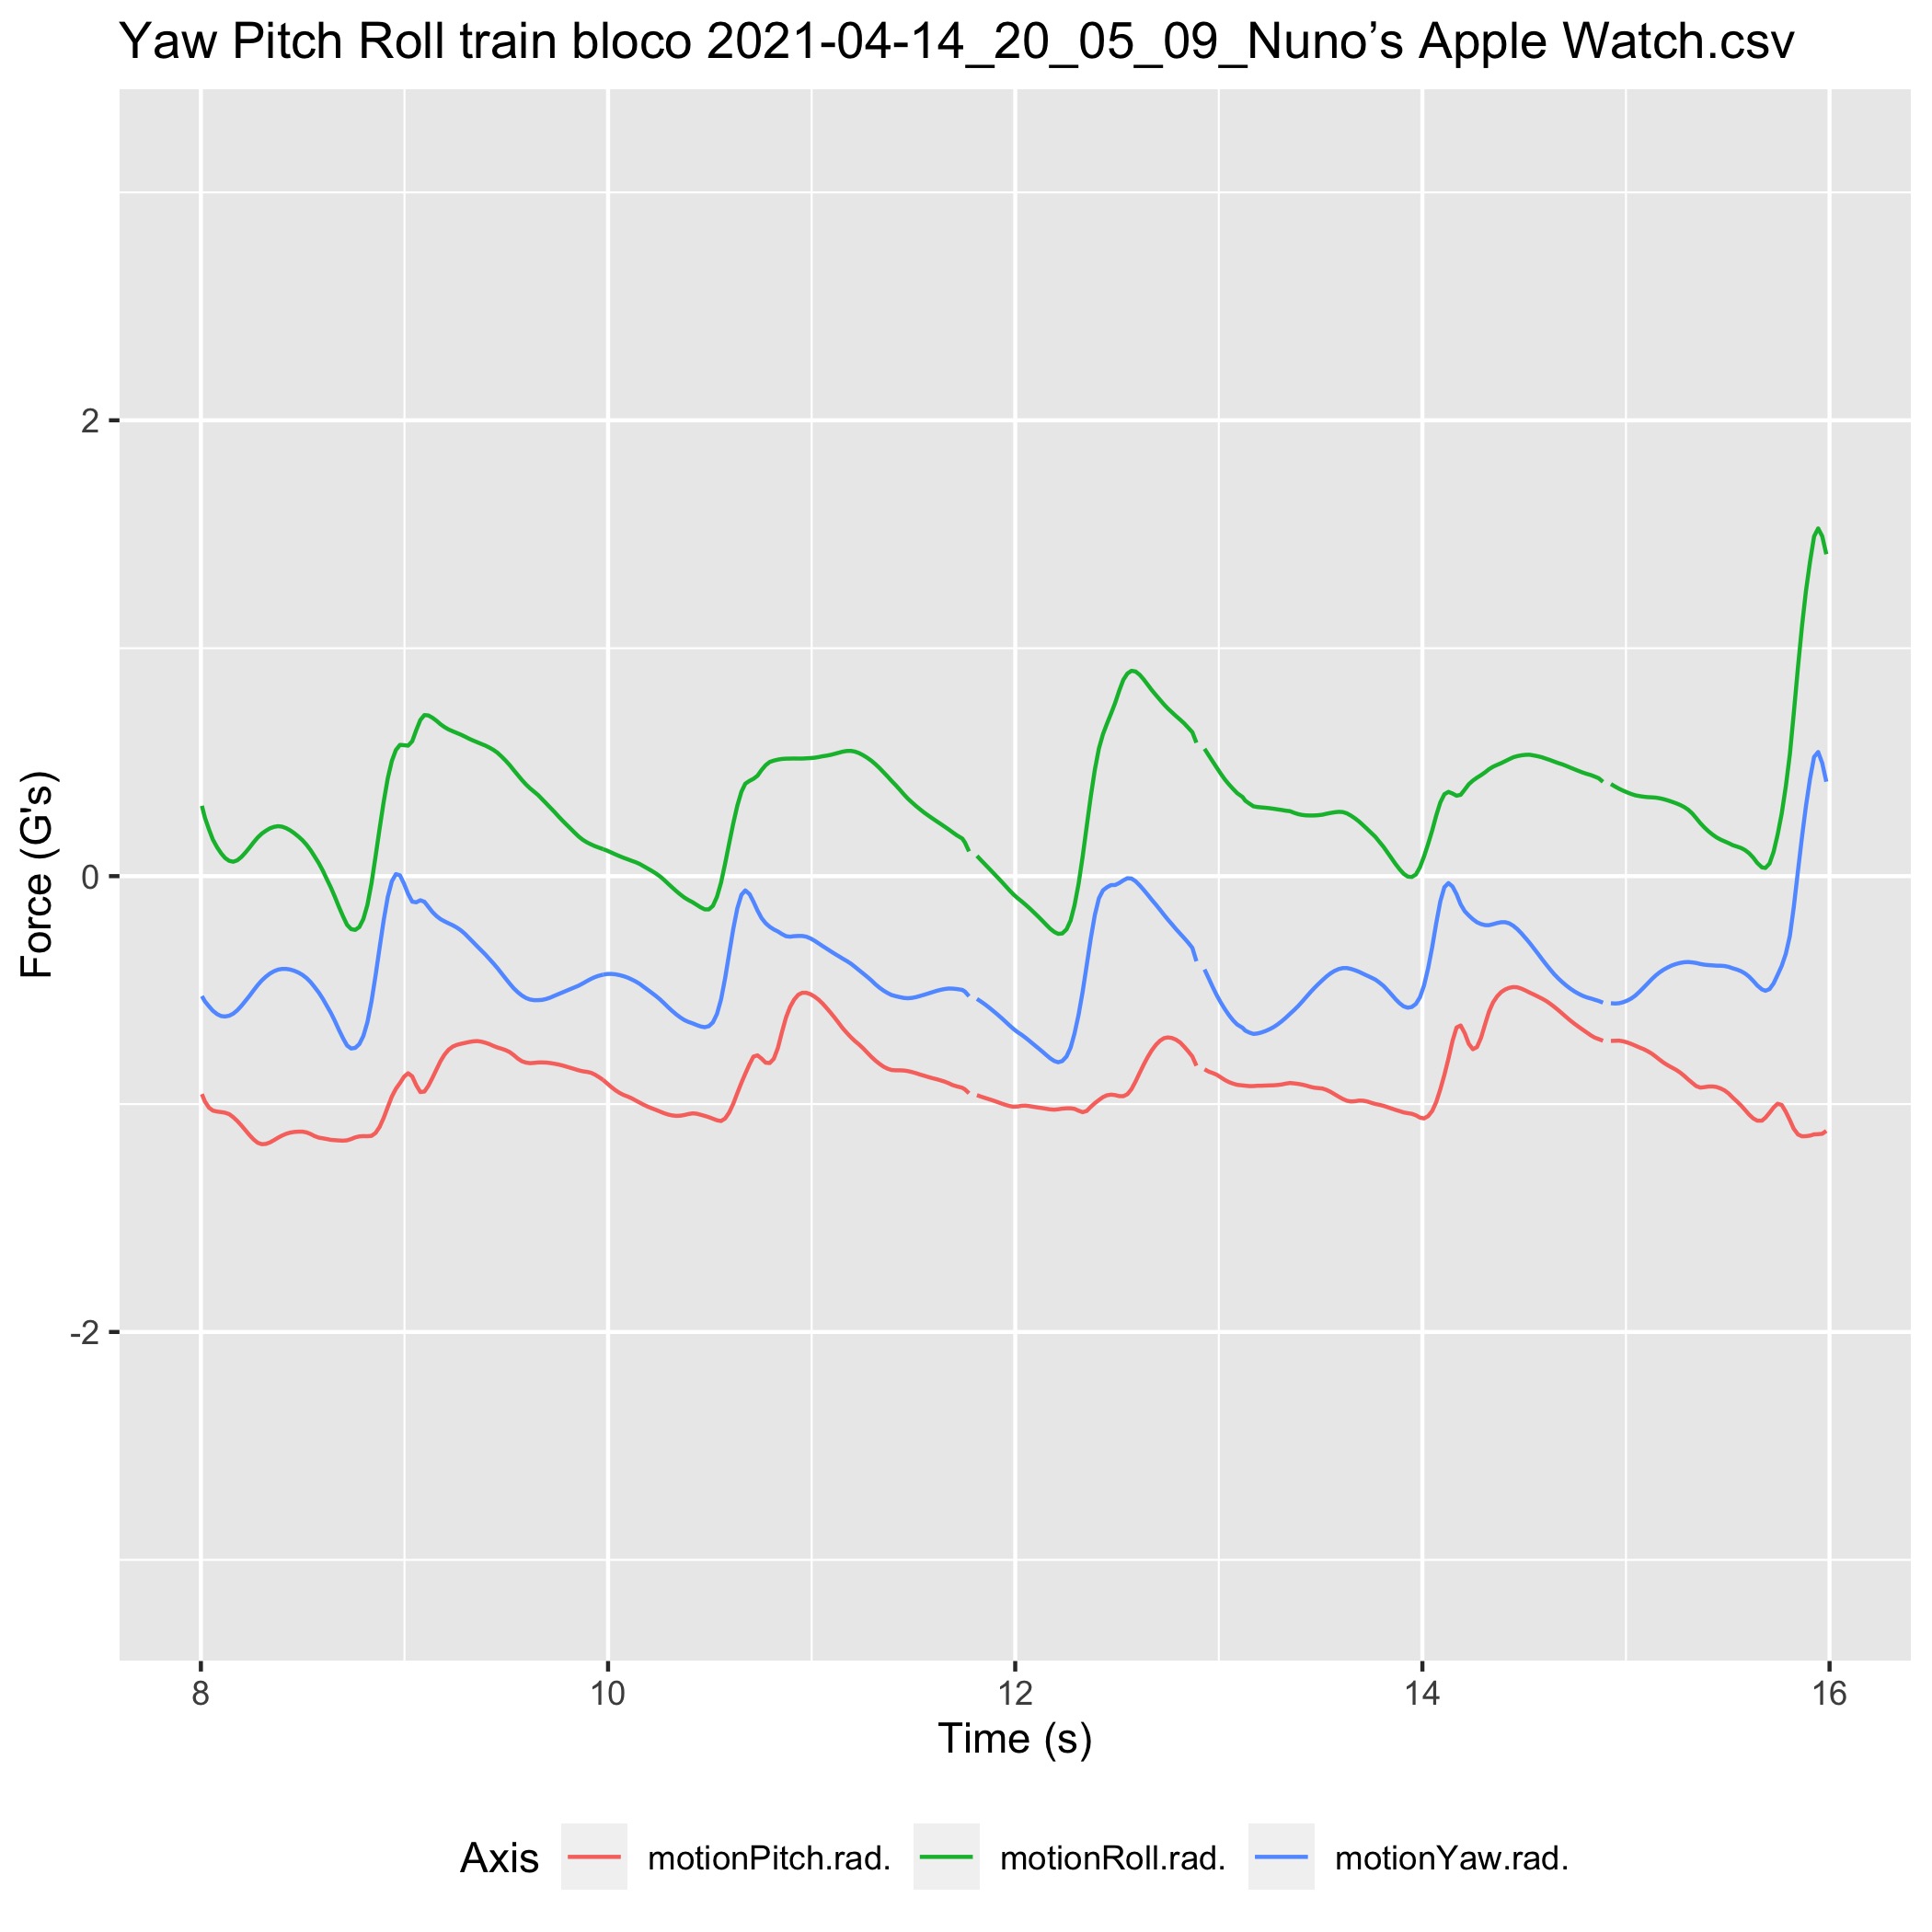 Yaw Pitch Roll train bloco 2021-04-14_20_05_09_Nuno’s Apple Watch.csv
Force (G's)
2
0
-2
8 10 12 14 16
Time (s)
Axis motionPitch.rad. motionRoll.rad. motionYaw.rad.